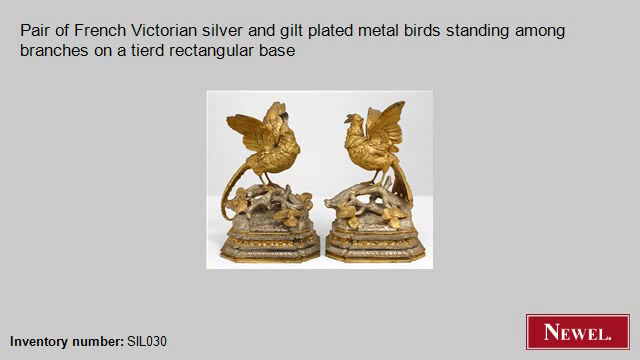 Pair of French Victorian silver and gilt plated metal birds standing among
branches on a tierd rectangular base
Inventory number: SIL030
NEWEL.